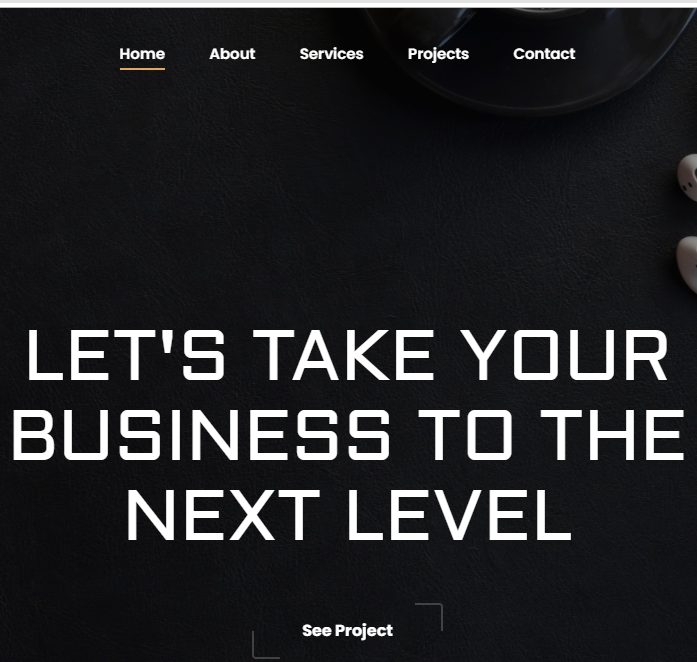 Home About Services Projects Contact
LET'S TAKE YOUR
BUSINESS TO THE
NEXT LEVEL
See Project